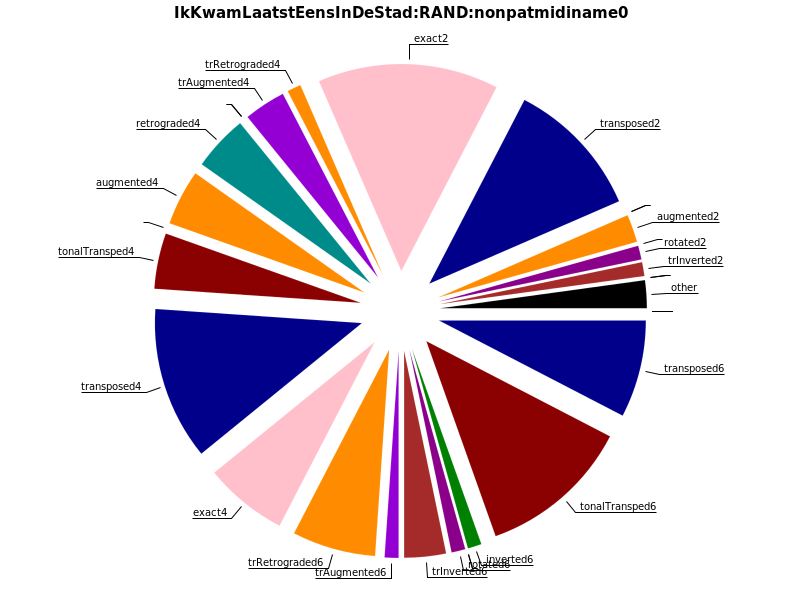 IkKwamLaatstEensInDeStad:RAND:nonpatmidiname0
exact2
trRetrograded4
trAugmented4
retrograded4
transposed2
augmented4
augmented2
rotated2
tonalTransped4
trInverted2
other
transposed6
transposed4
tonalTransped6
exact4
trRetrograded6
trAugmented6
trInverted6
rotated6
inverted6